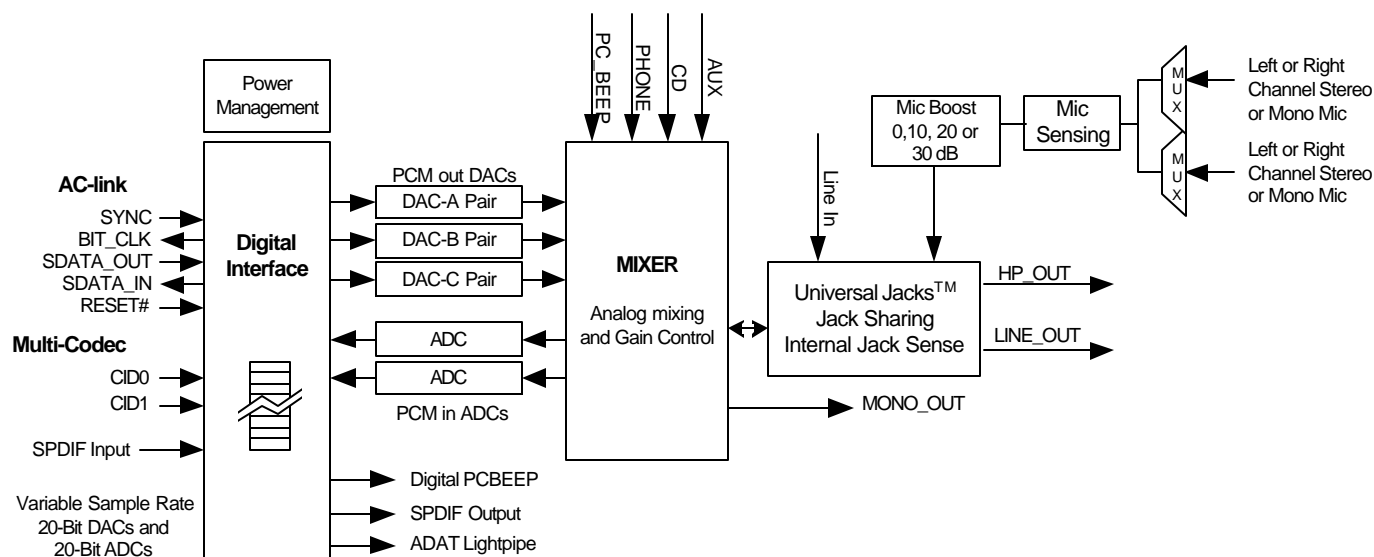 PC_BEEP
PHONE
CD
AUX
Power
Management
Mic Boost
0,10, 20 or
30 dB
Mic
Sensing
MUX
Left or Right
Channel Stereo
or Mono Mic
MUX
Left or Right
Channel Stereo
or Mono Mic
Line In
AC-link
SYNC
BIT_CLK
SDATA_OUT
SDATA_IN
RESET#
Multi-Codec
CID0
CID1
SPDIF Input
Variable Sample Rate
20-Bit DACs and
20-Bit ADCs
Digital
Interface
PCM out DACs
DAC-A Pair
DAC-B Pair
DAC-C Pair
ADC
ADC
PCM in ADCs
Digital PCBEEP
SPDIF Output
ADAT Lightpipe
MIXER
Analog mixing
and Gain Control
Universal Jacks™
Jack Sharing
Internal Jack Sense
HP_OUT
LINE_OUT
MONO_OUT